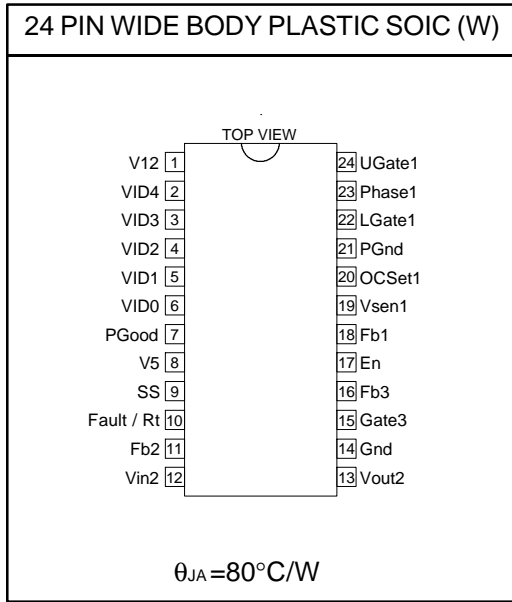 24 PIN WIDE BODY PLASTIC SOIC (W)
TOP VIEW
V12 1 24 UGate1
VID4 2 23 Phase1
VID3 3 22 LGate1
VID2 4 21 PGnd
VID1 5 20 OCSet1
VID0 6 19 Vsen1
PGood 7 18 Fb1
V5 8 17 En
SS 9 16 Fb3
Fault / Rt 10 15 Gate3
Fb2 11 14 Gnd
Vin2 12 13 Vout2
θJA =80°C/W